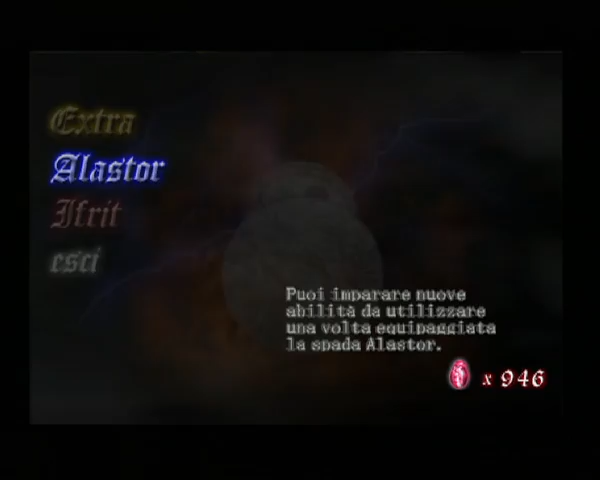 Extra
Alastor
Ifrit
esci
Puoi imparare nuove
abilità da utilizzare
una volta equipaggiata
la spada Alastor.
x 946